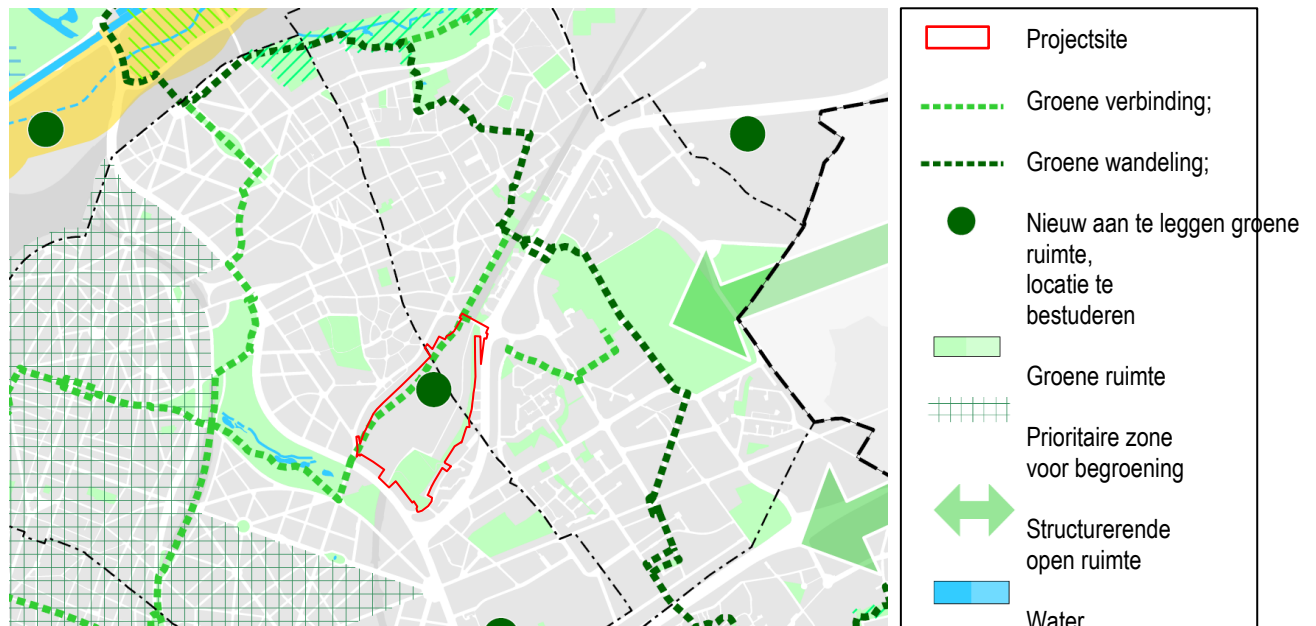 Projectsite
Groene verbinding;
Groene wandeling;
Nieuw aan te leggen groene
ruimte,
locatie te
bestuderen
Groene ruimte
Prioritaire zone
voor begroening
Structurerende
open ruimte
Water